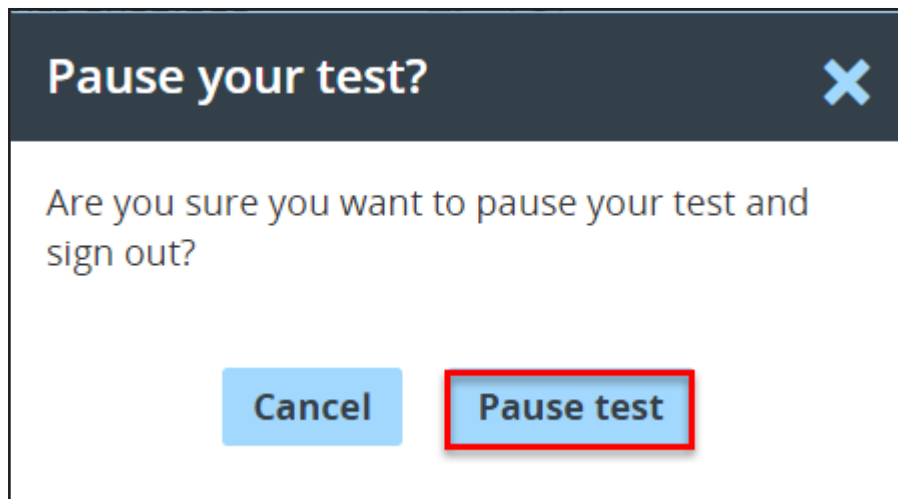 Pause your test?
Are you sure you want to pause your test and
sign out?
Cancel
Pause test